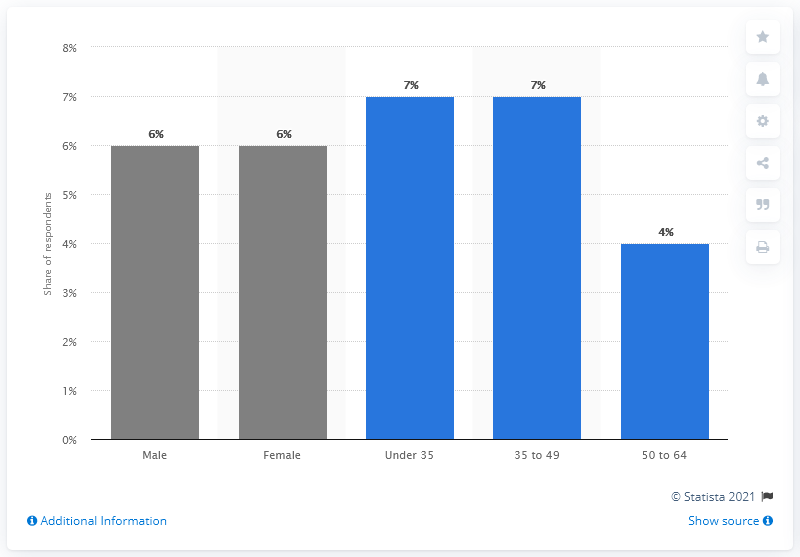 8%
7%
6%
5%
4%
3%
2%
1%
0%
Share of respondents
6%
6%
7%
7%
4%
Male
Female
Under 35
35 to 49
50 to 64
© Statista 2021
Additional Information
Show source